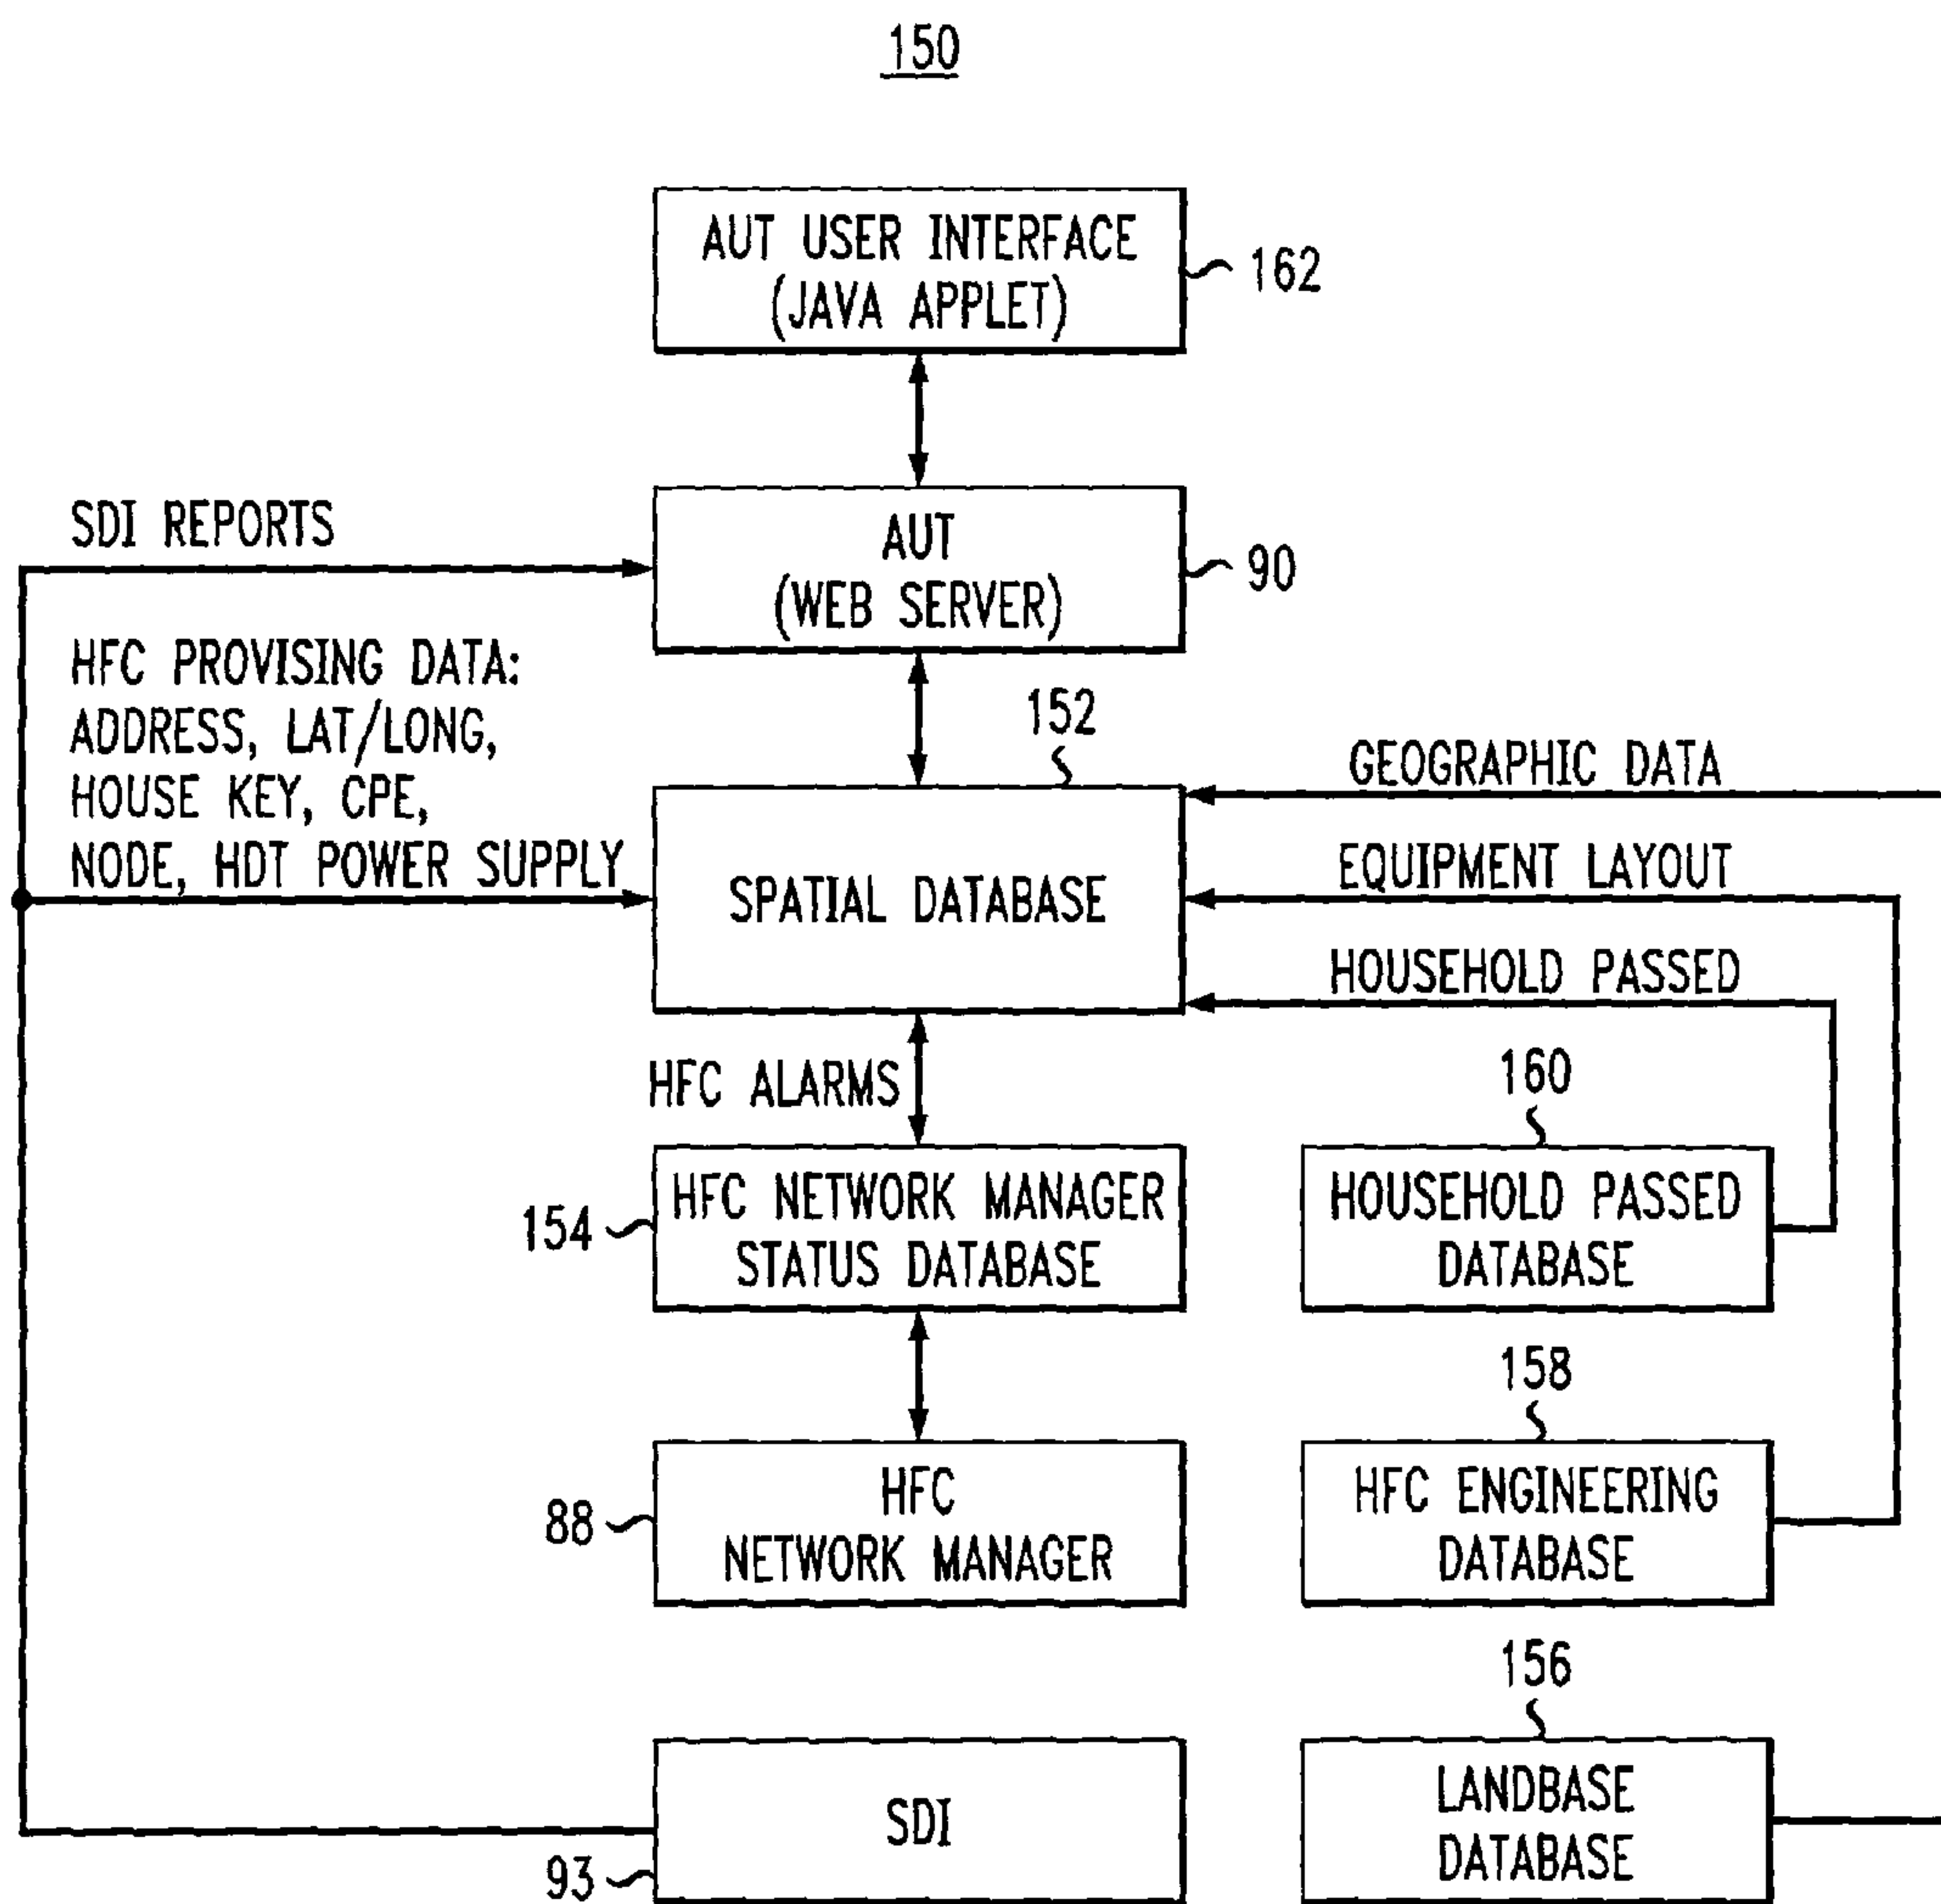 150
AUT USER INTERFACE
(JAVA APPLET)
162
SDI REPORTS
AUT
(WEB SERVER)
90
HFC PROVISING DATA:
ADDRESS, LAT/LONG,
HOUSE KEY, CPE,
NODE, HDT POWER SUPPLY
152
SPATIAL DATABASE
GEOGRAPHIC DATA
EQUIPMENT LAYOUT
HOUSEHOLD PASSED
HFC ALARMS
154
HFC NETWORK MANAGER
STATUS DATABASE
160
HOUSEHOLD PASSED
DATABASE
88
HFC
NETWORK MANAGER
158
HFC ENGINEERING
DATABASE
93
SDI
156
LANDBASE
DATABASE